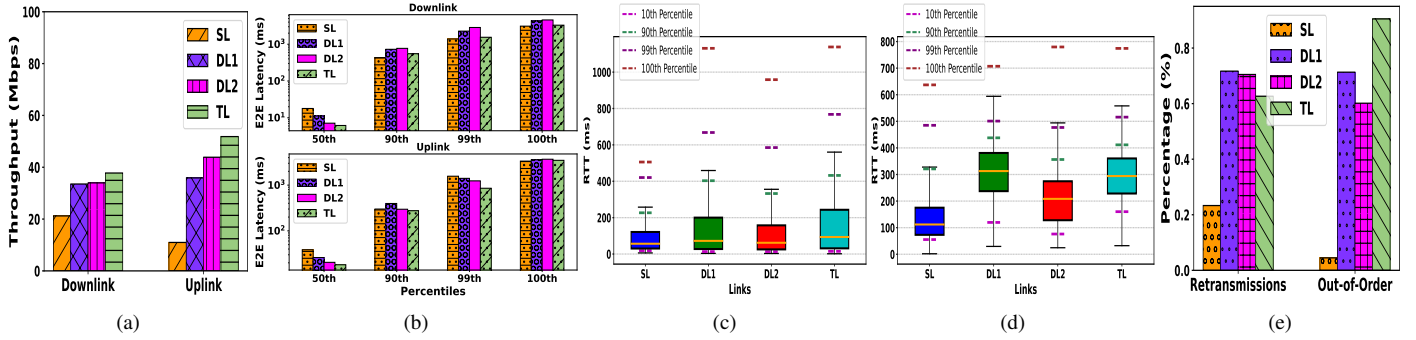 100
80
60
40
20
0
Throughput (Mbps)
SL
DL1
DL2
TL
Downlink
Uplink
(a)
Downlink
E2E Latency (ms)
10³
10²
10¹
SL
DL1
DL2
TL
50th
90th
99th
100th
Uplink
E2E Latency (ms)
10³
10²
SL
DL1
DL2
TL
50th
90th
99th
100th
Percentiles
(b)
10th Percentile
90th Percentile
99th Percentile
100th Percentile
RTT (ms)
1000
800
600
400
200
0
SL
DL1
DL2
TL
Links
(c)
10th Percentile
90th Percentile
99th Percentile
100th Percentile
RTT (ms)
800
700
600
500
400
300
200
100
0
SL
DL1
DL2
TL
Links
(d)
Percentage (%)
0.8
0.6
0.4
0.2
0.0
SL
DL1
DL2
TL
Retransmissions
Out-of-Order
(e)